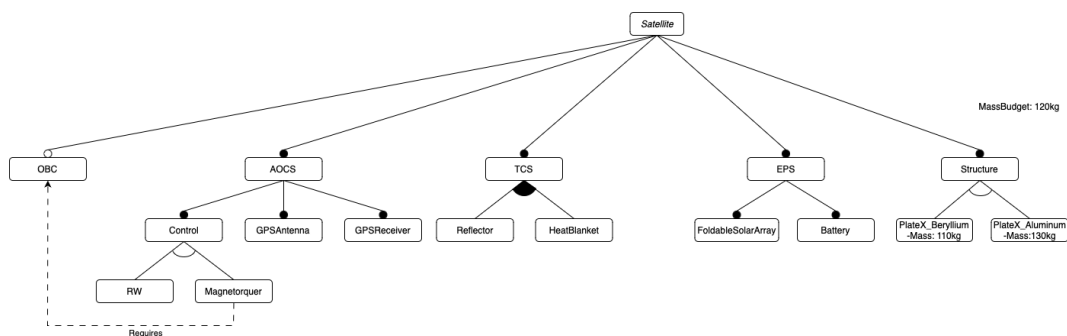 Satellite
MassBudget: 120kg
OBC
AOCS
TCS
EPS
Structure
Control
GPSAntenna
GPSReceiver
Reflector
HeatBlanket
FoldableSolarArray
Battery
PlateX_Beryllium
-Mass: 110kg
PlateX_Aluminum
-Mass:130kg
RW
Magnetorquer
Requires